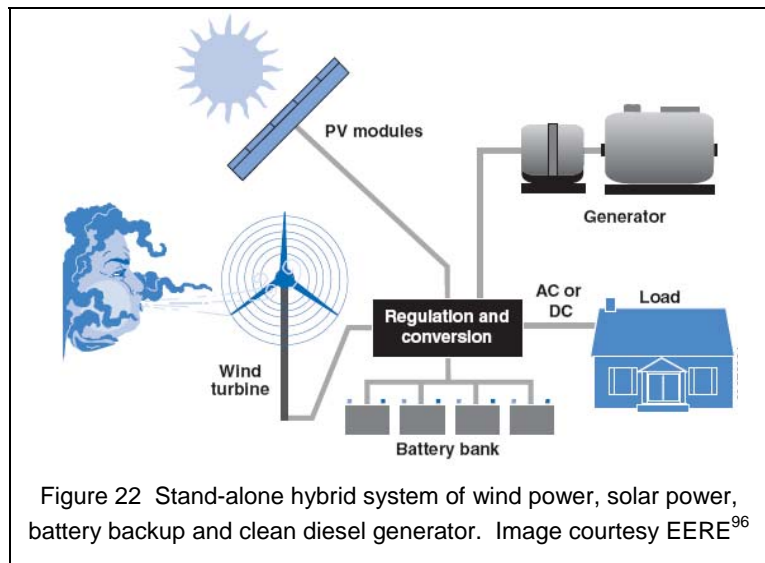 PV modules
Generator
AC or
DC
Load
Regulation and
conversion
Wind
turbine
Battery bank
Figure 22  Stand-alone hybrid system of wind power, solar power,
battery backup and clean diesel generator.  Image courtesy EERE96